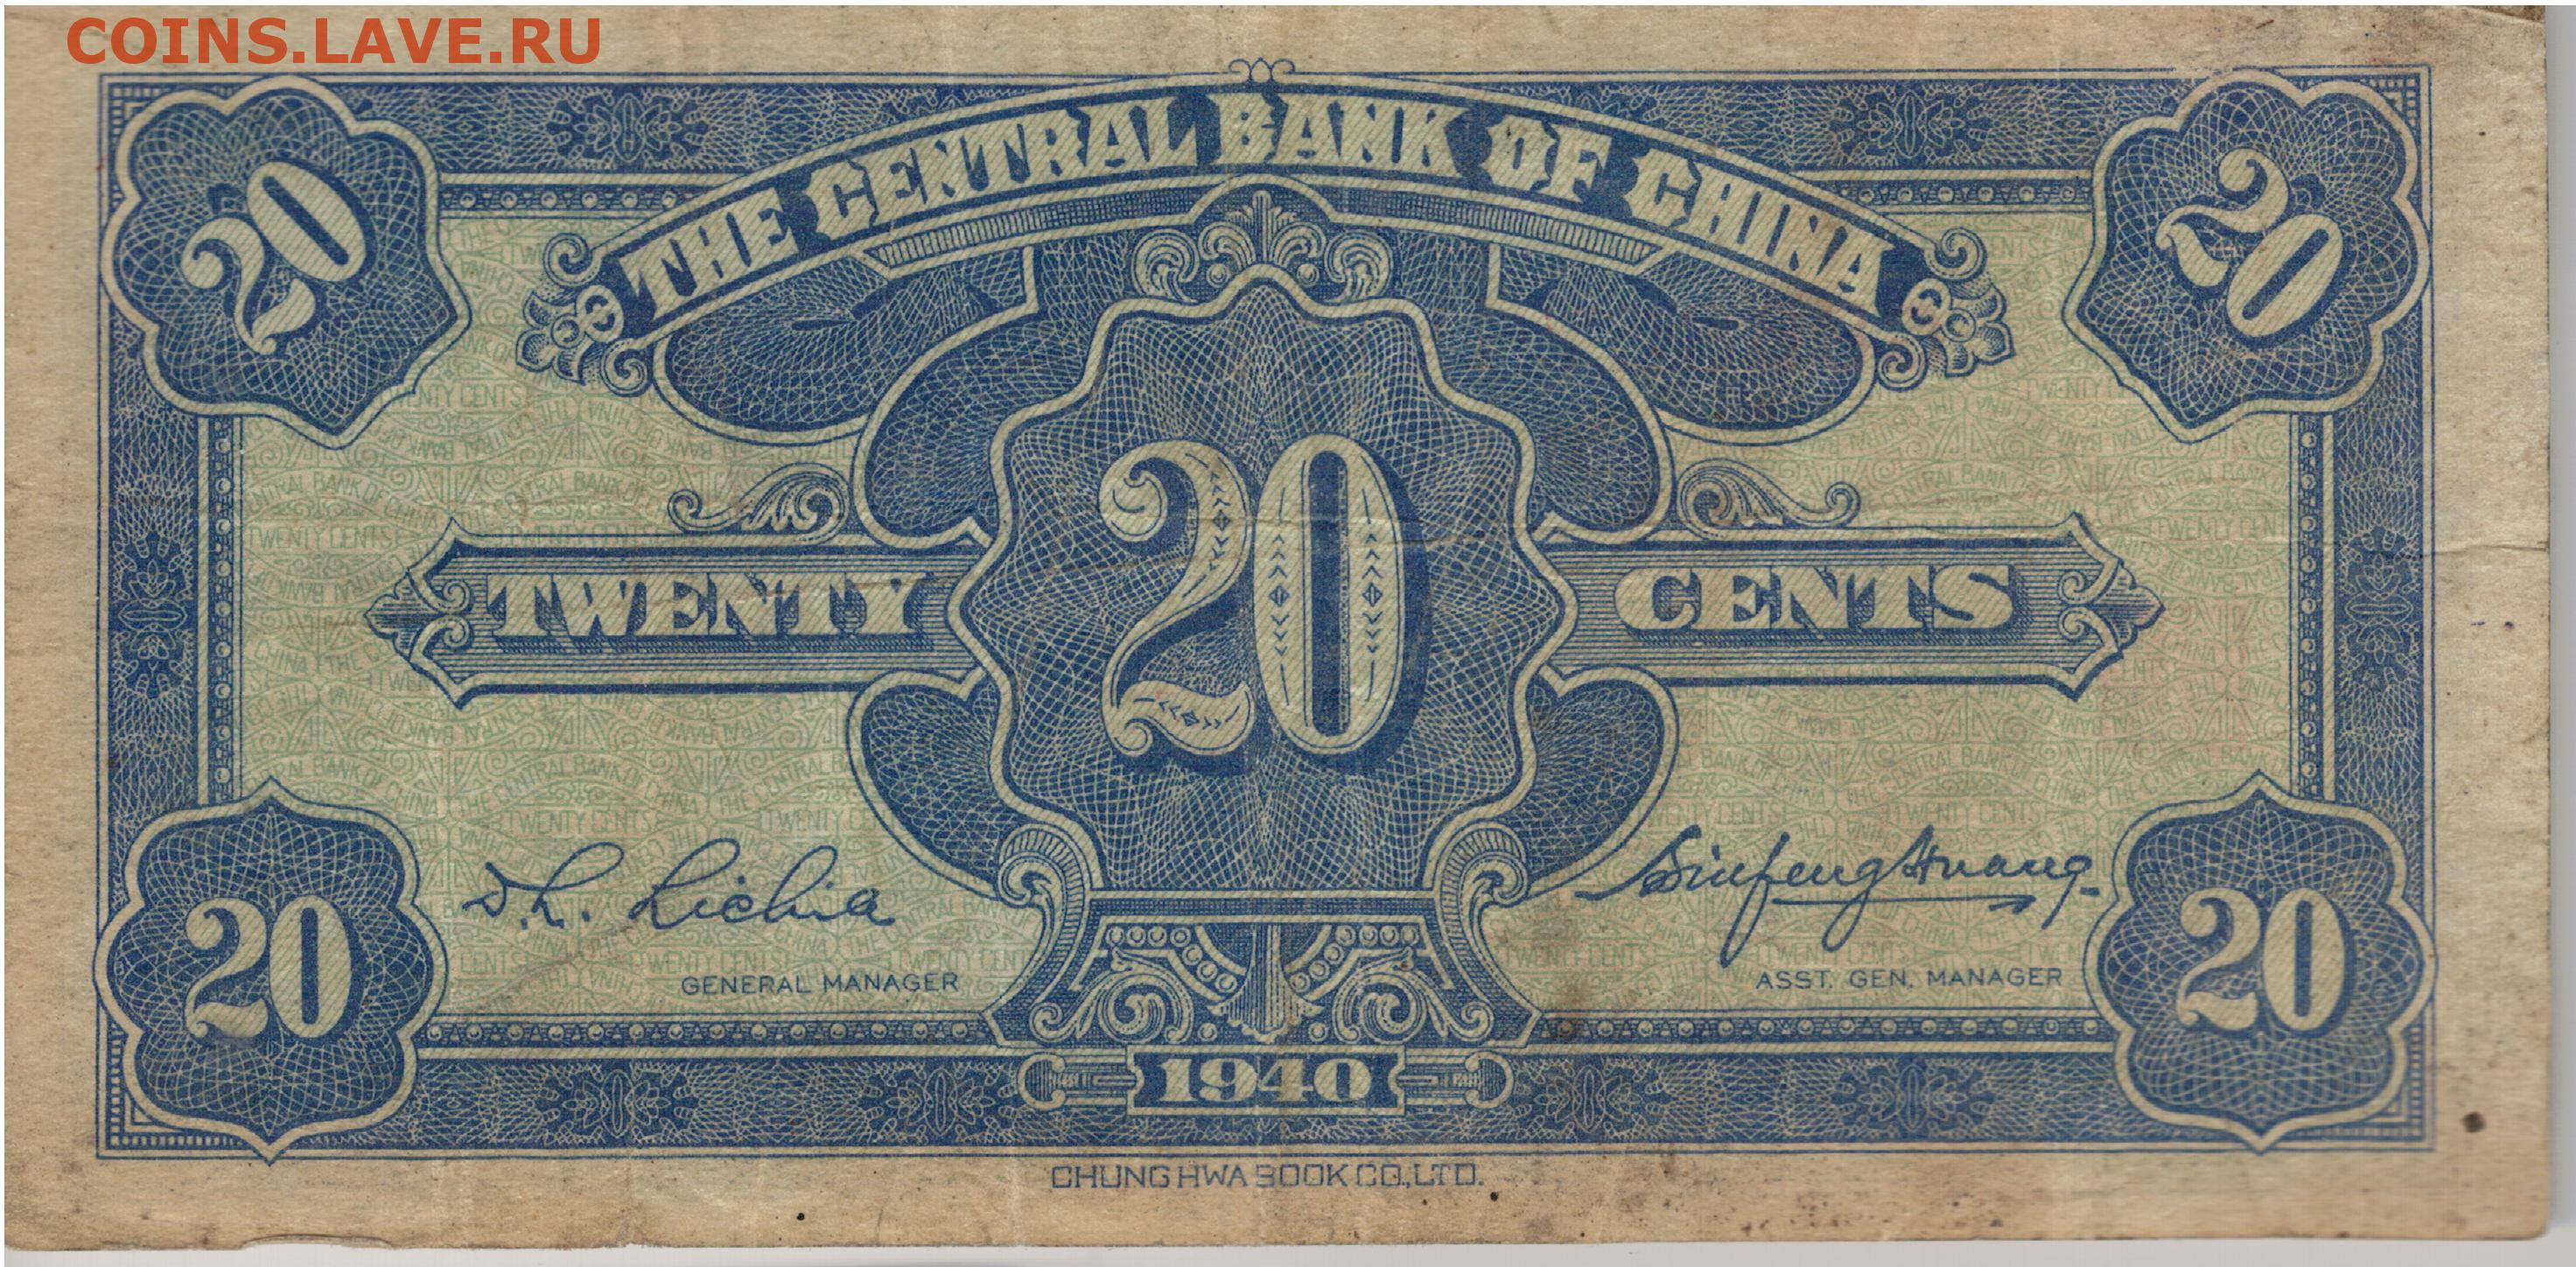 COINS.LAVE.RU
THE CENTRAL BANK OF CHINA
20
20
20
TWENTY
CENTS
GENERAL MANAGER
ASST. GEN. MANAGER
20
20
1940
CHUNG HWA BOOK CO., LTD.